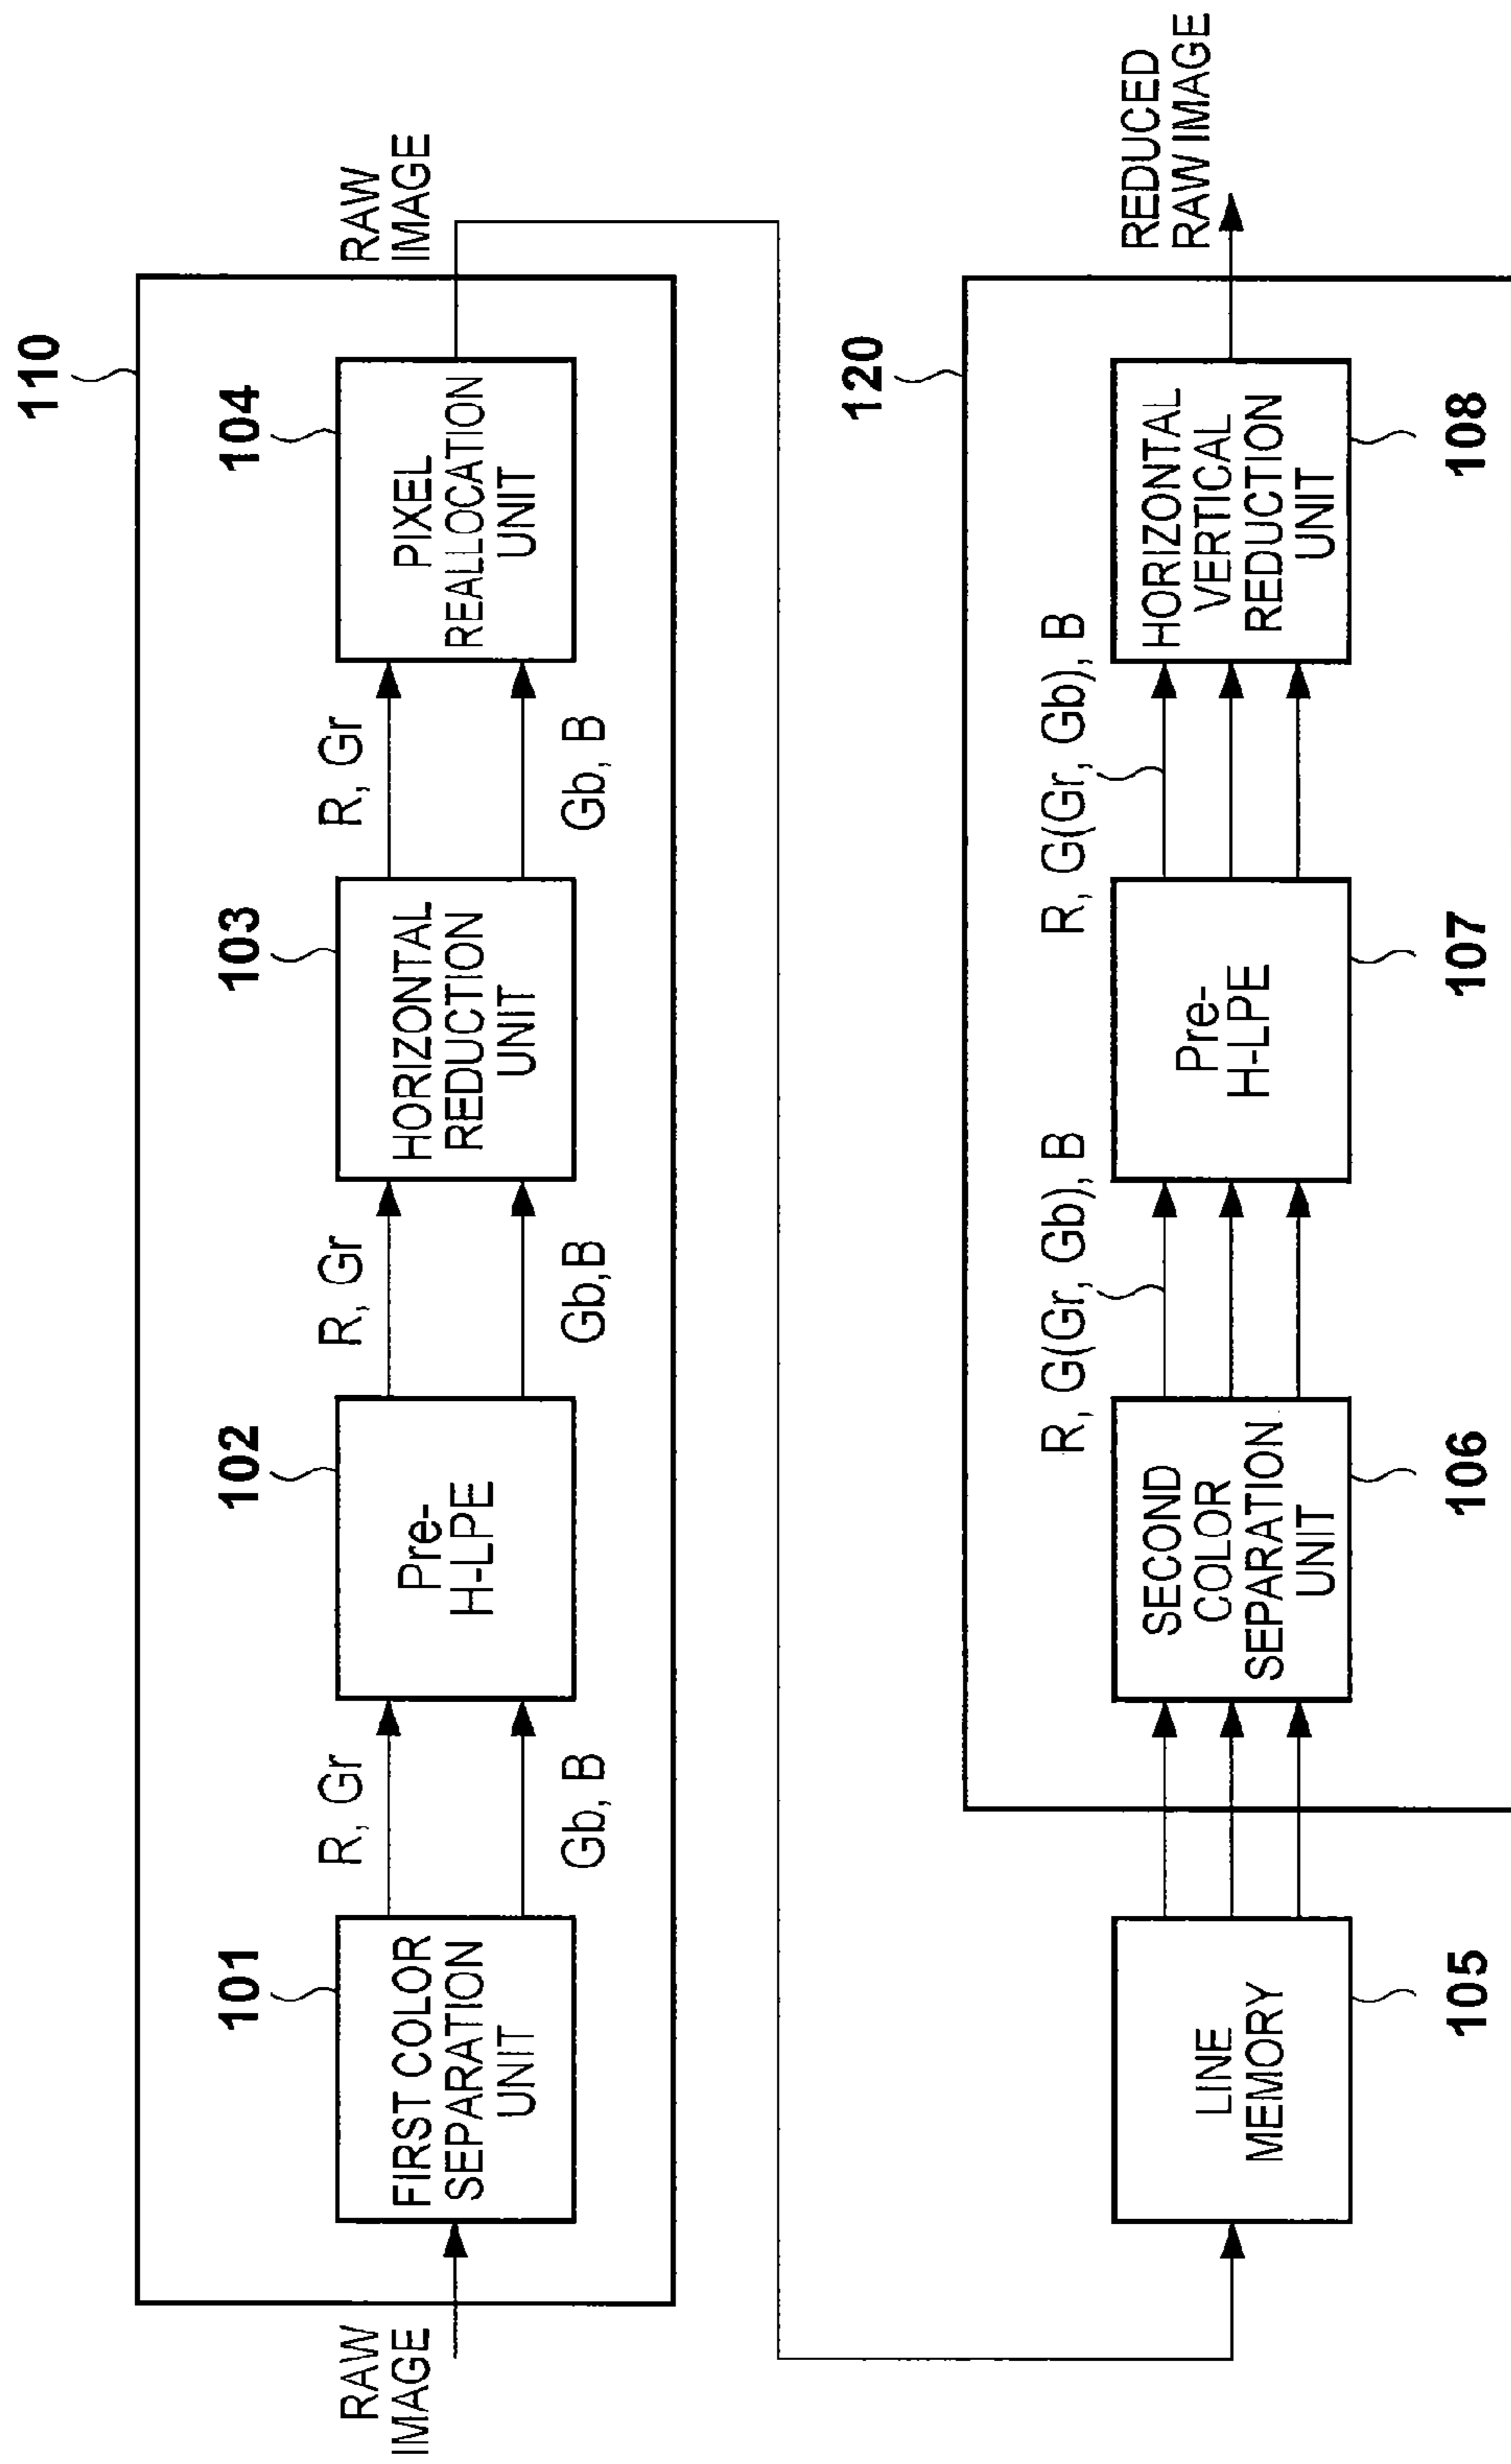 110
RAW
IMAGE
101
FIRST COLOR
SEPARATION
UNIT
R, Gr
Gb, B
102
Pre-
H-LPE
R, Gr
Gb,B
103
HORIZONTAL
REDUCTION
UNIT
R, Gr
Gb, B
104
PIXEL
REALLOCATION
UNIT
RAW
IMAGE
120
105
LINE
MEMORY
106
SECOND
COLOR
SEPARATION
UNIT
R, G(Gr, Gb), B
107
Pre-
H-LPE
R, G(Gr, Gb), B
108
HORIZONTAL
VERTICAL
REDUCTION
UNIT
REDUCED
RAW IMAGE